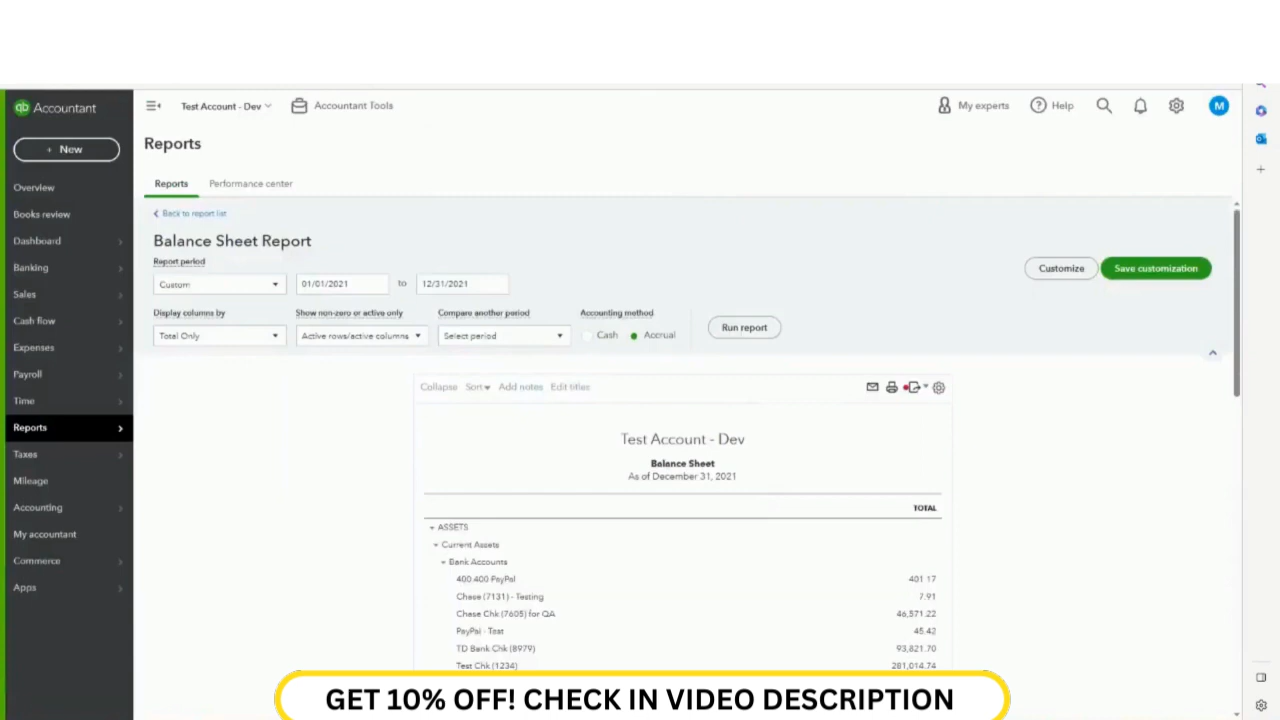 qb Accountant
Test Account - Dev
Accountant Tools
My experts
Help
M
+ New
Reports
Reports
Performance center
Overview
Books review
Dashboard
Banking
Sales
Cash flow
Expenses
Payroll
Time
Reports
Taxes
Mileage
Accounting
My accountant
Commerce
Apps
Back to report list
Balance Sheet Report
Report period
Custom
01/01/2021
to
12/31/2021
Customize
Save customization
Display columns by
Show non-zero or active only
Compare another period
Accounting method
Total Only
Active rows/active columns
Select period
Cash
Accrual
Run report
Collapse Sort Add notes Edit titles
Test Account - Dev
Balance Sheet
As of December 31, 2021
TOTAL
ASSETS
Current Assets
Bank Accounts
400.400 PayPal 401.17
Chase (7131) - Testing 7.91
Chase Chk (7605) for QA 46,571.22
PayPal - Test 45.42
TD Bank Chk (8979) 93,821.70
Test Chk (1234) 281,014.74
GET 10% OFF! CHECK IN VIDEO DESCRIPTION